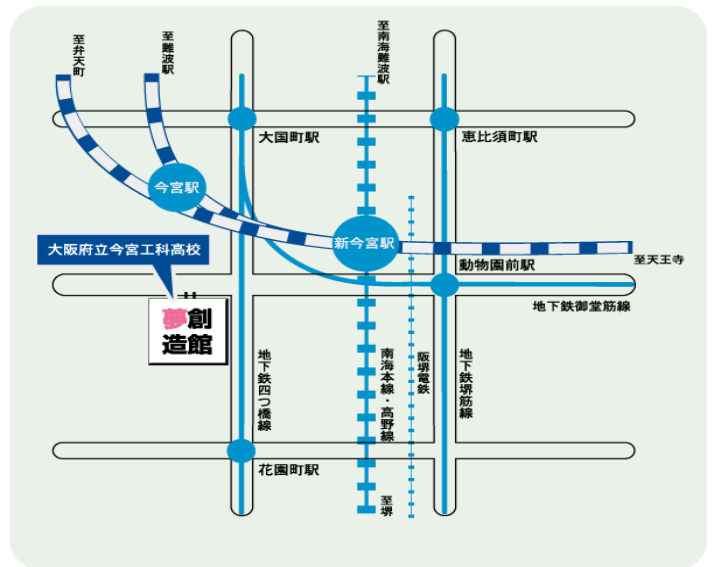 至弁天町
至難波駅
至南海難波駅
大国町駅
恵比須町駅
今宮駅
大阪府立今宮工科高校
新今宮駅
至天王寺
動物園前駅
地下鉄御堂筋線
夢創
造館
地下鉄四つ橋線
南海本線・高野線
阪堺電鉄
地下鉄堺筋線
花園町駅
至堺